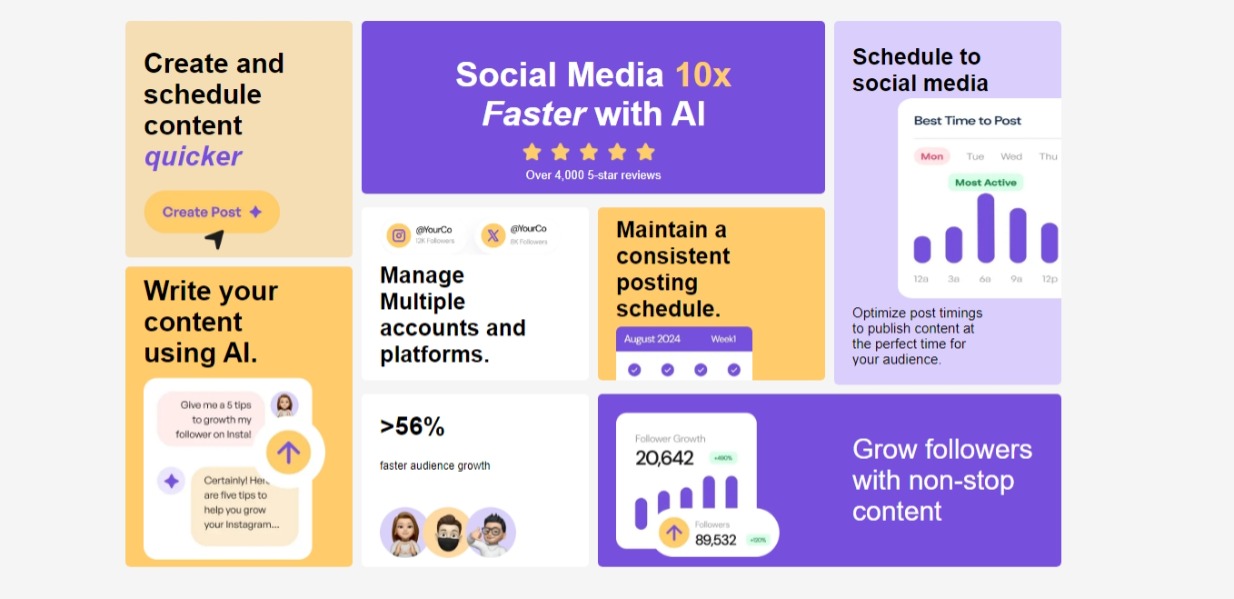 Create and
schedule
content
quicker
Create Post
Write your
content
using AI.
Give me a 5 tips
to growth my
follower on Insta!
Certainly! Her
are five tips to
help you grow
your Instagram...
Social Media 10x
Faster with AI
Over 4,000 5-star reviews
@YourCo
12K Followers
@YourCo
8K Followers
Manage
Multiple
accounts and
platforms.
Maintain a
consistent
posting
schedule.
August 2024 Week1
>56%
faster audience growth
Schedule to
social media
Best Time to Post
Mon Tue Wed Thu
Most Active
12a 3a 6a 9a 12p
Optimize post timings
to publish content at
the perfect time for
your audience.
Follower Growth
20,642
Followers
89,532
Grow followers
with non-stop
content